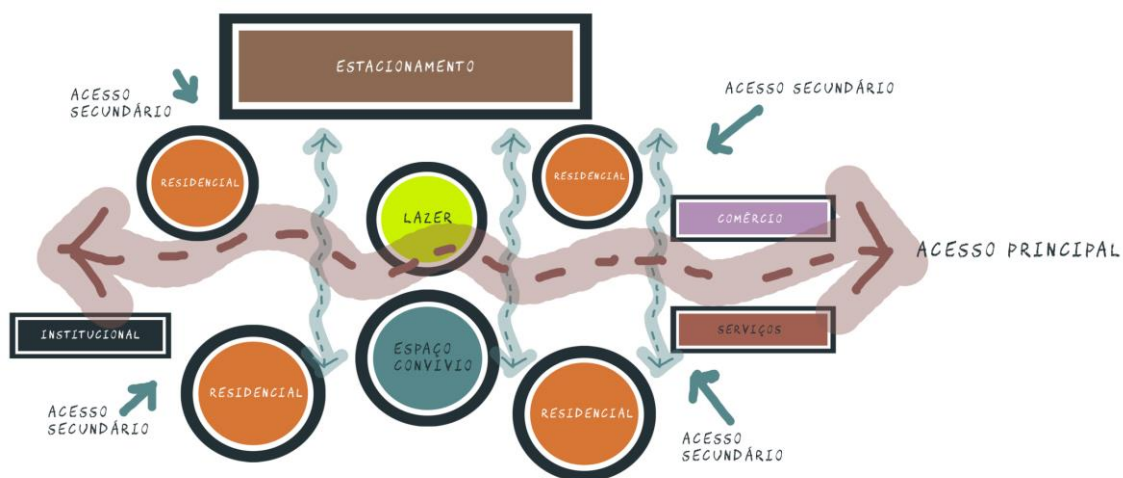 ESTACIONAMENTO
ACESSO
SECUNDÁRIO
ACESSO SECUNDÁRIO
RESIDENCIAL
RESIDENCIAL
LAZER
COMÉRCIO
ACESSO PRINCIPAL
INSTITUCIONAL
SERVIÇOS
ESPAÇO
CONVÍVIO
RESIDENCIAL
RESIDENCIAL
ACESSO
SECUNDÁRIO
ACESSO
SECUNDÁRIO